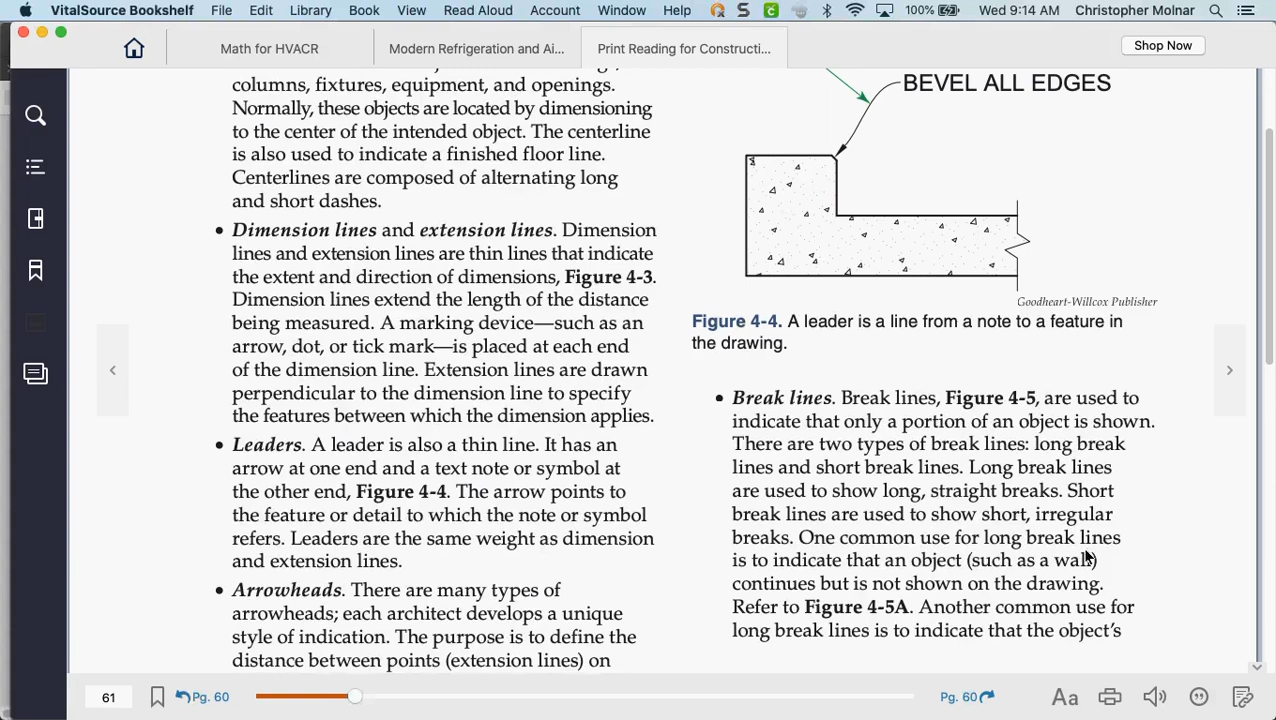 VitalSource Bookshelf File Edit Library Book View Read Aloud Account Window Help 100% Wed 9:14 AM Christopher Molnar
Math for HVACR
Modern Refrigeration and Ai...
Print Reading for Constructi...
Shop Now
columns, fixtures, equipment, and openings.
Normally, these objects are located by dimensioning
to the center of the intended object. The centerline
is also used to indicate a finished floor line.
Centerlines are composed of alternating long
and short dashes.
• Dimension lines and extension lines. Dimension
lines and extension lines are thin lines that indicate
the extent and direction of dimensions, Figure 4-3.
Dimension lines extend the length of the distance
being measured. A marking device—such as an
arrow, dot, or tick mark—is placed at each end
of the dimension line. Extension lines are drawn
perpendicular to the dimension line to specify
the features between which the dimension applies.
• Leaders. A leader is also a thin line. It has an
arrow at one end and a text note or symbol at
the other end, Figure 4-4. The arrow points to
the feature or detail to which the note or symbol
refers. Leaders are the same weight as dimension
and extension lines.
• Arrowheads. There are many types of
arrowheads; each architect develops a unique
style of indication. The purpose is to define the
distance between points (extension lines) on
BEVEL ALL EDGES
Goodheart-Willcox Publisher
Figure 4-4. A leader is a line from a note to a feature in
the drawing.
• Break lines. Break lines, Figure 4-5, are used to
indicate that only a portion of an object is shown.
There are two types of break lines: long break
lines and short break lines. Long break lines
are used to show long, straight breaks. Short
break lines are used to show short, irregular
breaks. One common use for long break lines
is to indicate that an object (such as a wall)
continues but is not shown on the drawing.
Refer to Figure 4-5A. Another common use for
long break lines is to indicate that the object's
61
Pg. 60
Pg. 60
Aa